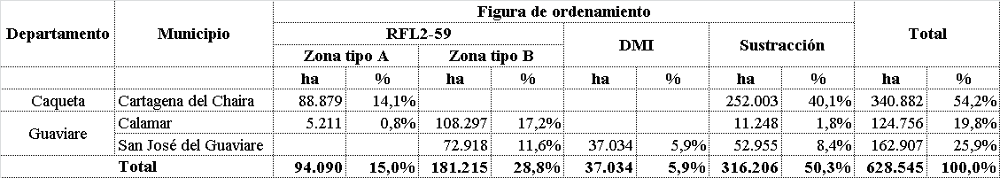 Figura de ordenamiento
Departamento Municipio RFL2-59 DMI Sustracción Total
Zona tipo A Zona tipo B
ha % ha % ha % ha % ha %
Caqueta Cartagena del Chaira 88.879 14,1% 252.003 40,1% 340.882 54,2%
Guaviare Calamar 5.211 0,8% 108.297 17,2% 11.248 1,8% 124.756 19,8%
San José del Guaviare 72.918 11,6% 37.034 5,9% 52.955 8,4% 162.907 25,9%
Total 94.090 15,0% 181.215 28,8% 37.034 5,9% 316.206 50,3% 628.545 100,0%